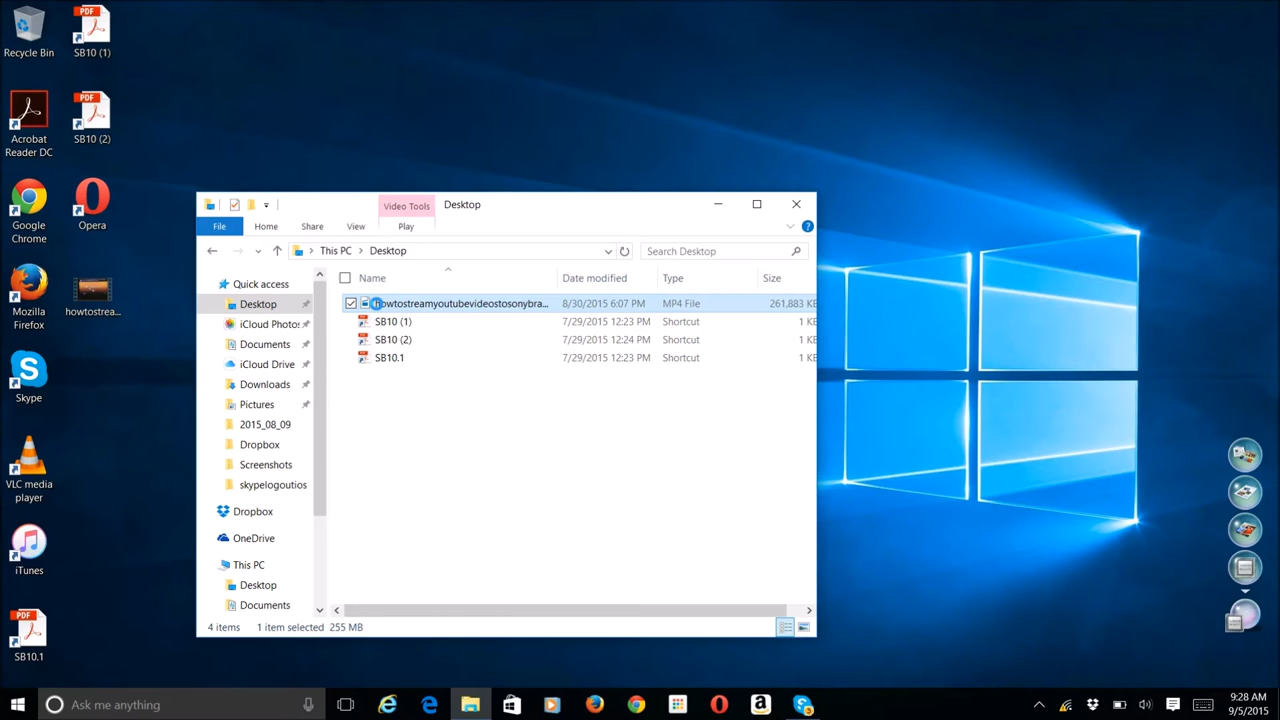 Recycle Bin
SB10 (1)
Acrobat
Reader DC
SB10 (2)
Google
Chrome
Opera
Mozilla
Firefox
howtostrea...
Skype
VLC media
player
iTunes
PDF
SB10.1
PDF
PDF
Video Tools
Desktop
File
Home
Share
View
Play
This PC
Desktop
Search Desktop
Name
Date modified
Type
Size
howtostreamyoutubevideostosonybra...
8/30/2015 6:07 PM
MP4 File
261,883 KB
SB10 (1)
7/29/2015 12:23 PM
Shortcut
1 KB
SB10 (2)
7/29/2015 12:24 PM
Shortcut
1 KB
SB10.1
7/29/2015 12:23 PM
Shortcut
1 KB
Quick access
Desktop
iCloud Photos
Documents
iCloud Drive
Downloads
Pictures
2015_08_09
Dropbox
Screenshots
skypelogoutios
Dropbox
OneDrive
This PC
Desktop
Documents
4 items
1 item selected 255 MB
Ask me anything
9:28 AM
9/5/2015